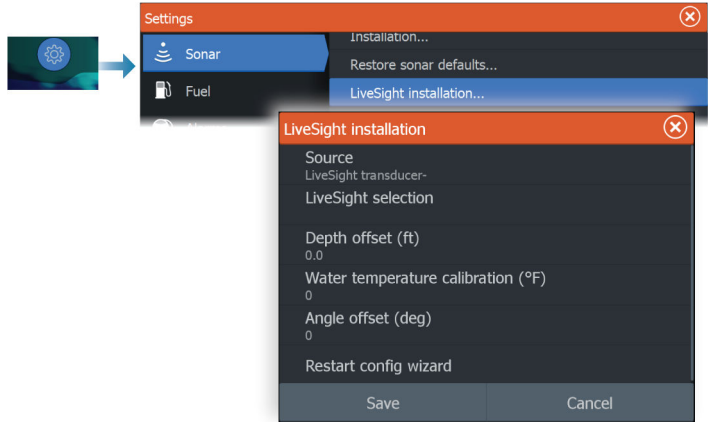 Settings
Sonar
Fuel
Installation...
Restore sonar defaults...
LiveSight installation...
LiveSight installation
Source
LiveSight transducer-
LiveSight selection
Depth offset (ft)
0.0
Water temperature calibration (°F)
0
Angle offset (deg)
0
Restart config wizard
Save
Cancel